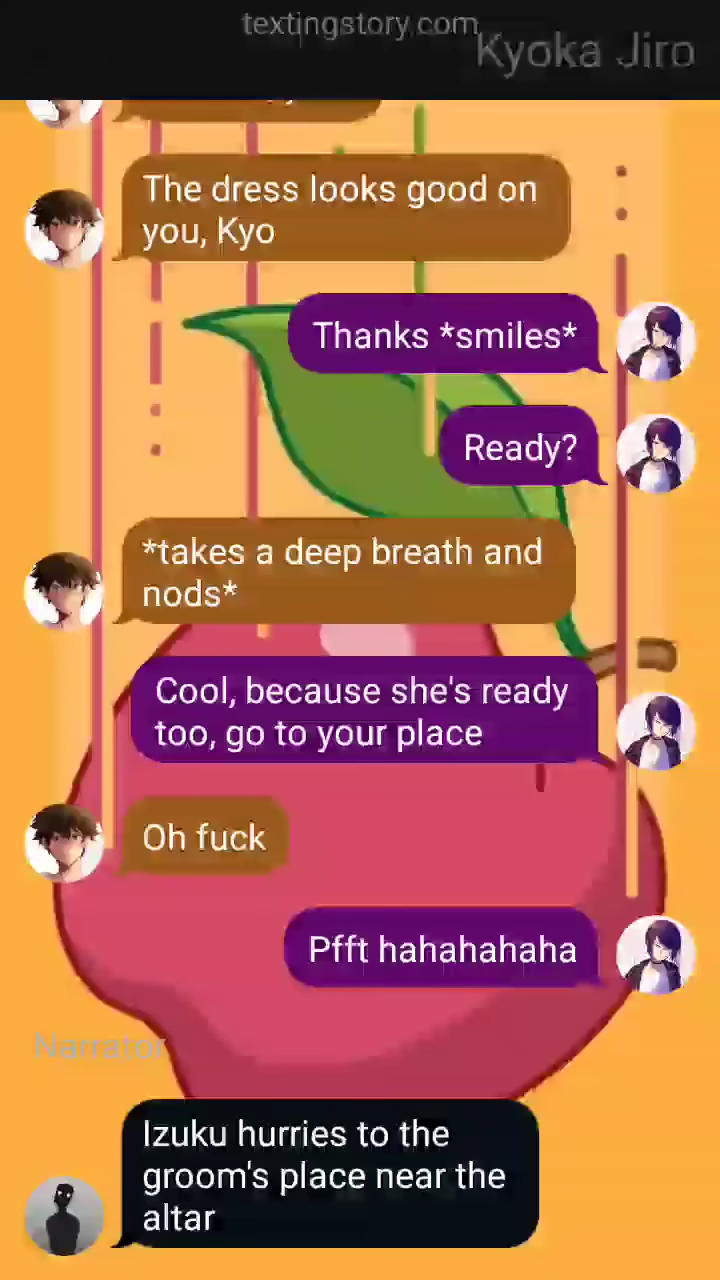 textingstory.com
Kyoka Jiro
The dress looks good on
you, Kyo
Thanks *smiles*
Ready?
*takes a deep breath and
nods*
Cool, because she's ready
too, go to your place
Oh fuck
Pfft hahahahaha
Narrator
Izuku hurries to the
groom's place near the
altar